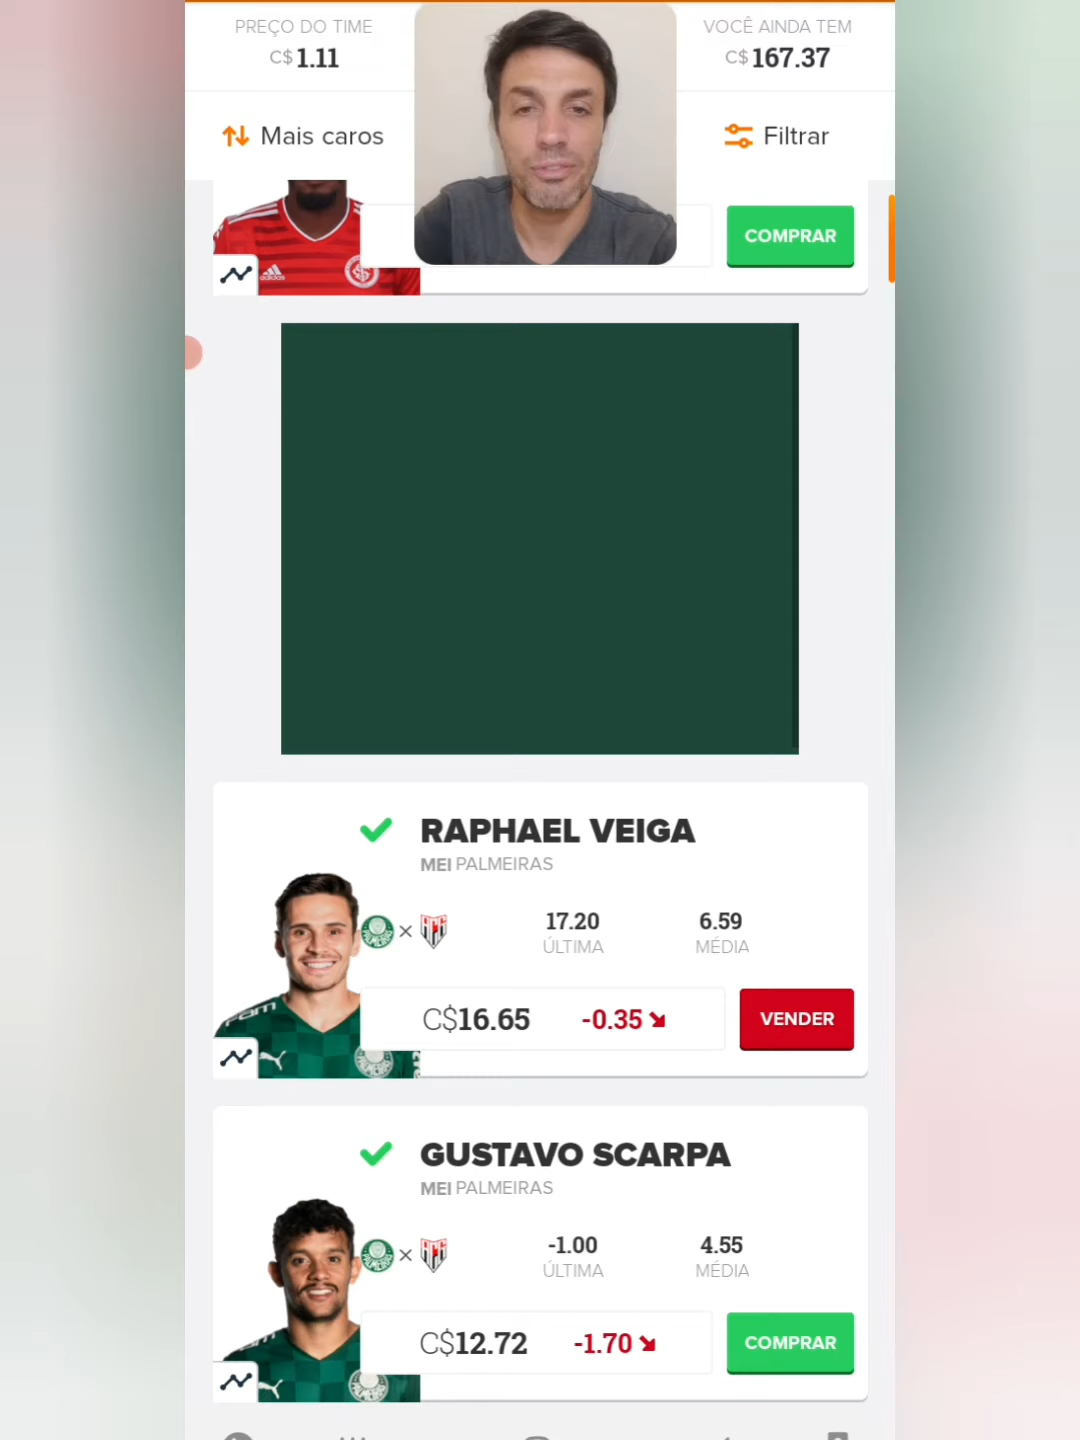 PREÇO DO TIME
C$ 1.11
VOCÊ AINDA TEM
C$ 167.37
Mais caros
Filtrar
adidas
COMPRAR
RAPHAEL VEIGA
MEI PALMEIRAS
×
17.20
ÚLTIMA
6.59
MÉDIA
C$16.65
-0.35
VENDER
GUSTAVO SCARPA
MEI PALMEIRAS
×
-1.00
ÚLTIMA
4.55
MÉDIA
C$12.72
-1.70
COMPRAR